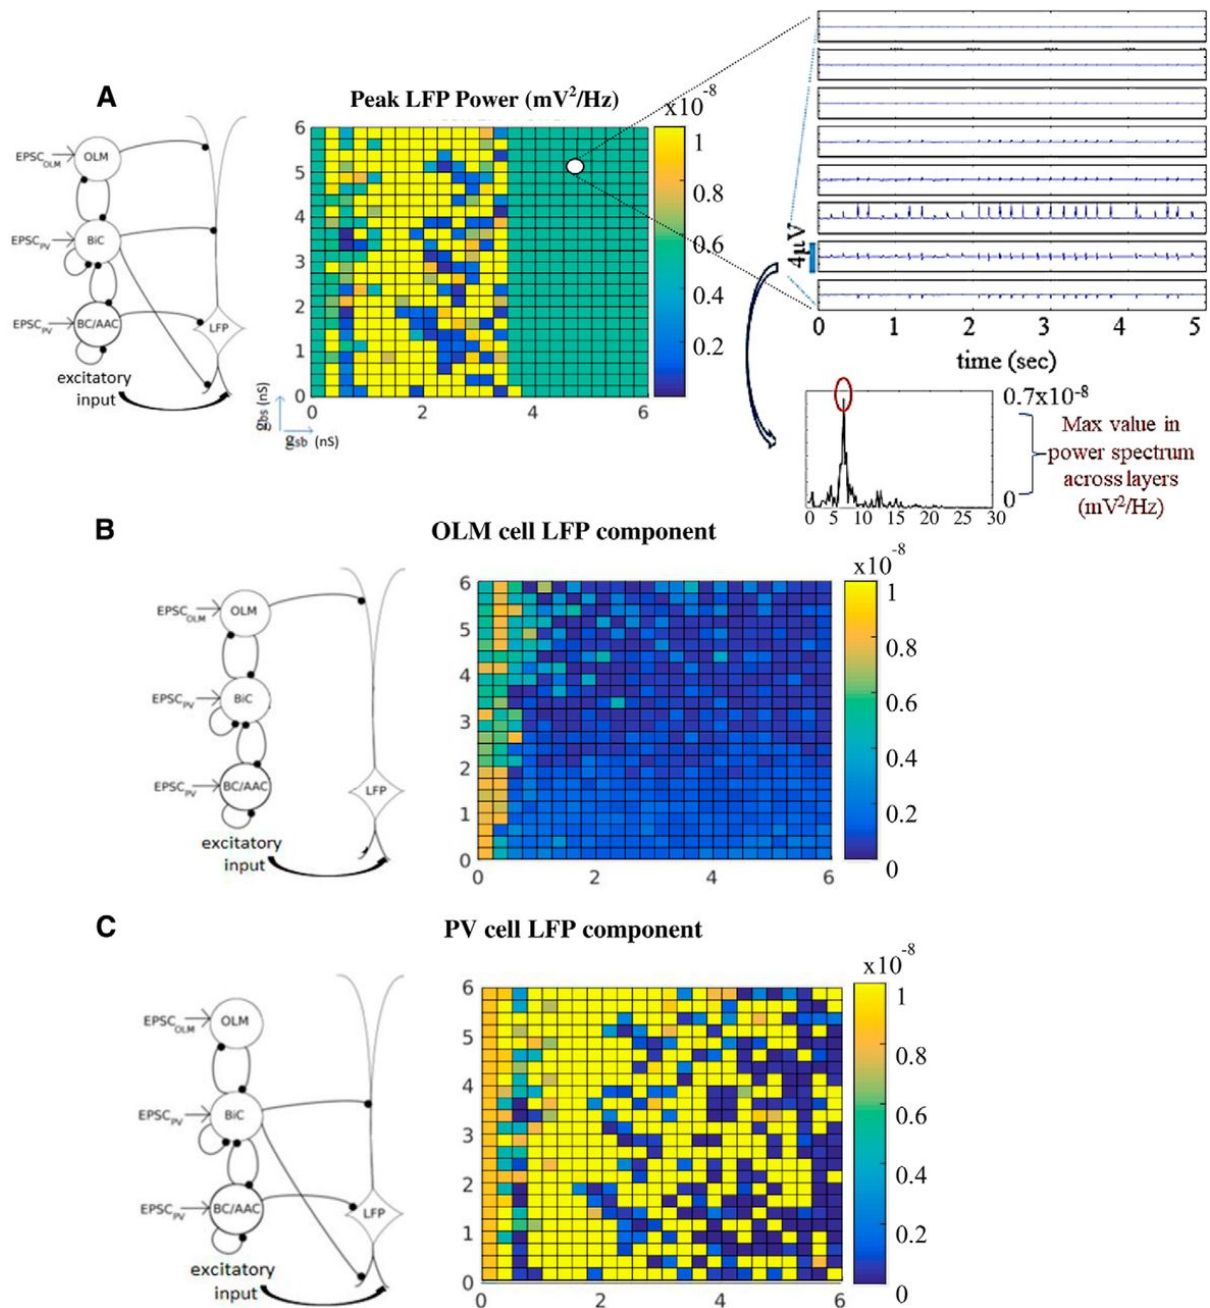 A
Peak LFP Power (mV²/Hz)
x10⁻⁸
EPSC_OLM
OLM
EPSC_PV
BiC
EPSC_PV
BC/AAC
LFP
excitatory
input
6
5
4
3
2
1
0
0 2 4 6
g_bs (nS)
g_sb (nS)
1
0.8
0.6
0.4
0.2
4μV
0 1 2 3 4 5
time (sec)
0.7x10⁻⁸
0
Max value in
power spectrum
across layers
(mV²/Hz)
0 5 10 15 20 25 30
B
OLM cell LFP component
x10⁻⁸
EPSC_OLM
OLM
EPSC_PV
BiC
EPSC_PV
BC/AAC
LFP
excitatory
input
6
5
4
3
2
1
0
0 2 4 6
1
0.8
0.6
0.4
0.2
0
C
PV cell LFP component
x10⁻⁸
EPSC_OLM
OLM
EPSC_PV
BiC
EPSC_PV
BC/AAC
LFP
excitatory
input
6
5
4
3
2
1
0
0 2 4 6
1
0.8
0.6
0.4
0.2
0